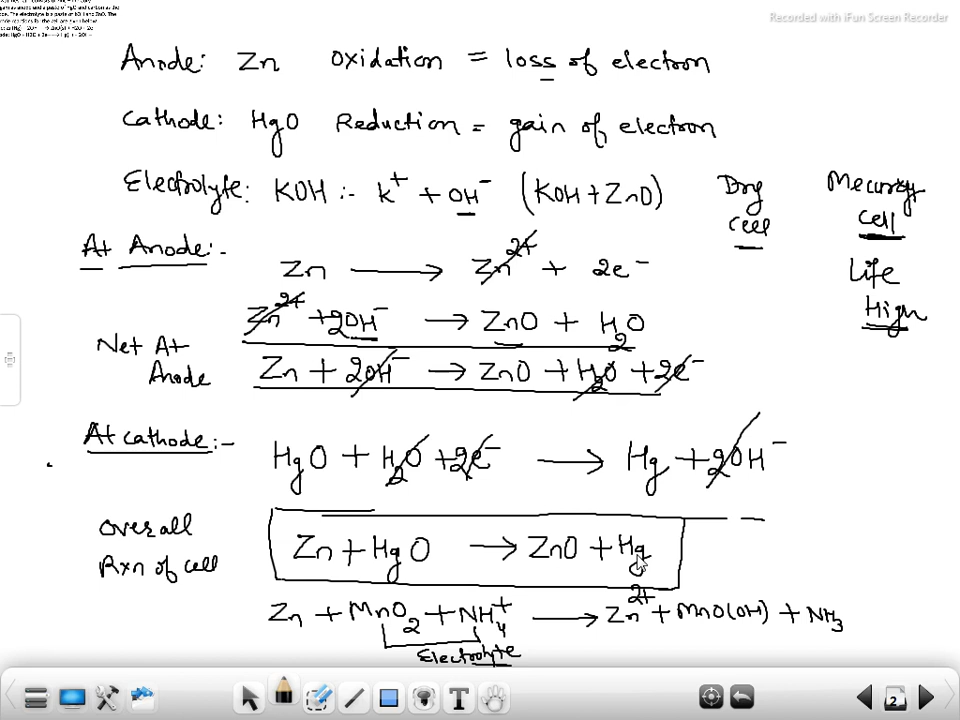 Recorded with iFun Screen Recorder
Anode: Zn oxidation = loss of electron
Cathode: HgO Reduction = gain of electron
Electrolyte: KOH :- K⁺ + OH⁻ (KOH + ZnO)
Dry cell
Mecurry cell
Life High
At Anode:-
Zn → Zn²⁺ + 2e⁻
Zn²⁺ + 2OH⁻ → ZnO + H₂O
Net At Anode
Zn + 2OH⁻ → ZnO + H₂O + 2e⁻
At cathode:-
HgO + H₂O + 2e⁻ → Hg + 2OH⁻
Overall
Rxn of cell
Zn + HgO → ZnO + Hg
Zn + MnO₂ + NH₄⁺ → Zn²⁺ + MnO(OH) + NH₃
Electrolyte
T
2